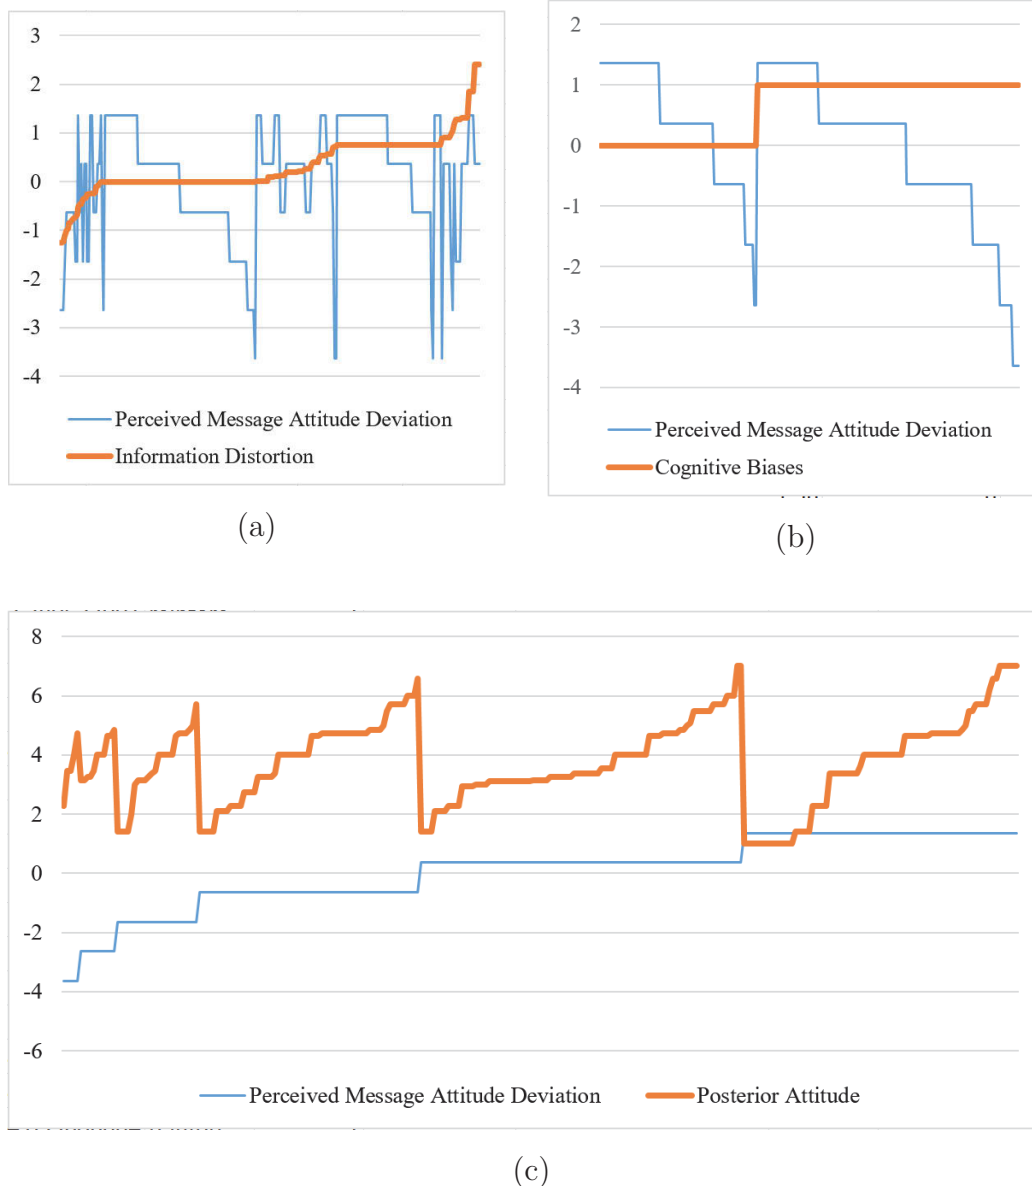 3
2
1
0
-1
-2
-3
-4
Perceived Message Attitude Deviation
Information Distortion
(a)
2
1
0
-1
-2
-3
-4
Perceived Message Attitude Deviation
Cognitive Biases
(b)
8
6
4
2
0
-2
-4
-6
Perceived Message Attitude Deviation Posterior Attitude
(c)